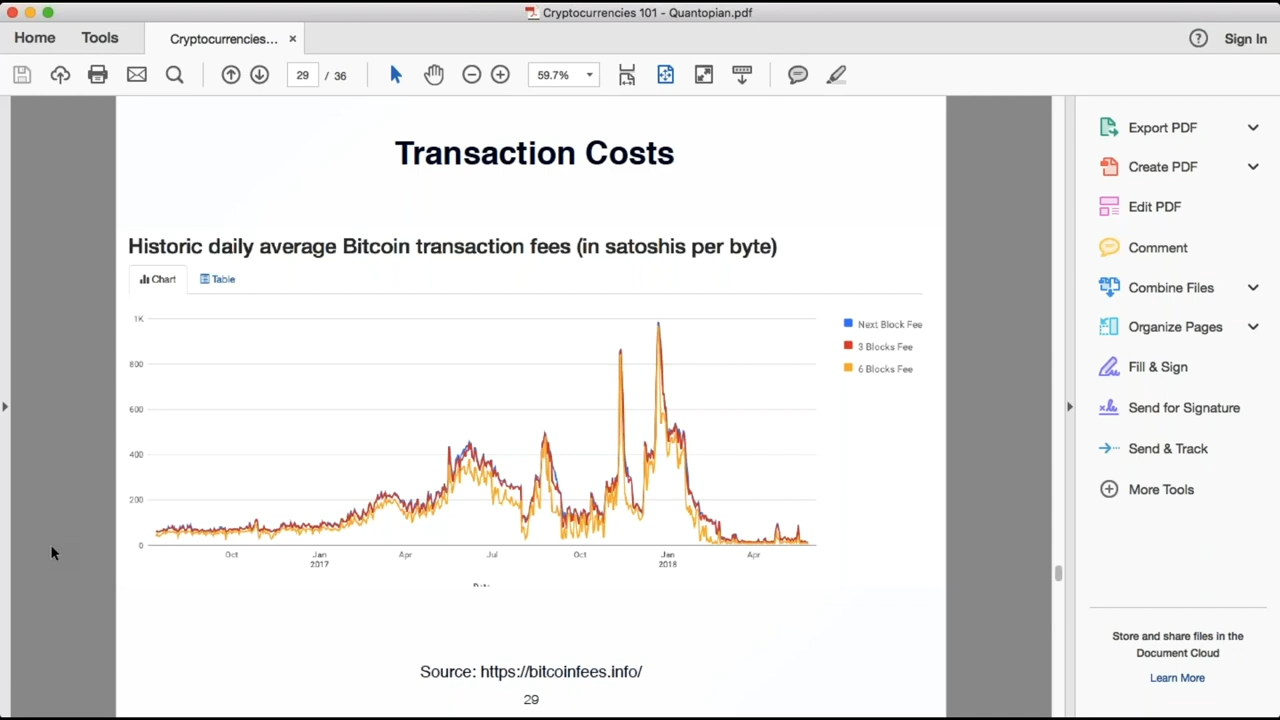 Cryptocurrencies 101 - Quantopian.pdf
Home Tools Cryptocurrencies... × ? Sign In
29 / 36 59.7%
Transaction Costs
Historic daily average Bitcoin transaction fees (in satoshis per byte)
Chart Table
1K
800
600
400
200
0
Oct Jan Apr Jul Oct Jan Apr
2017 2018
Next Block Fee
3 Blocks Fee
6 Blocks Fee
Source: https://bitcoinfees.info/
29
Export PDF
Create PDF
Edit PDF
Comment
Combine Files
Organize Pages
Fill & Sign
Send for Signature
Send & Track
More Tools
Store and share files in the
Document Cloud
Learn More